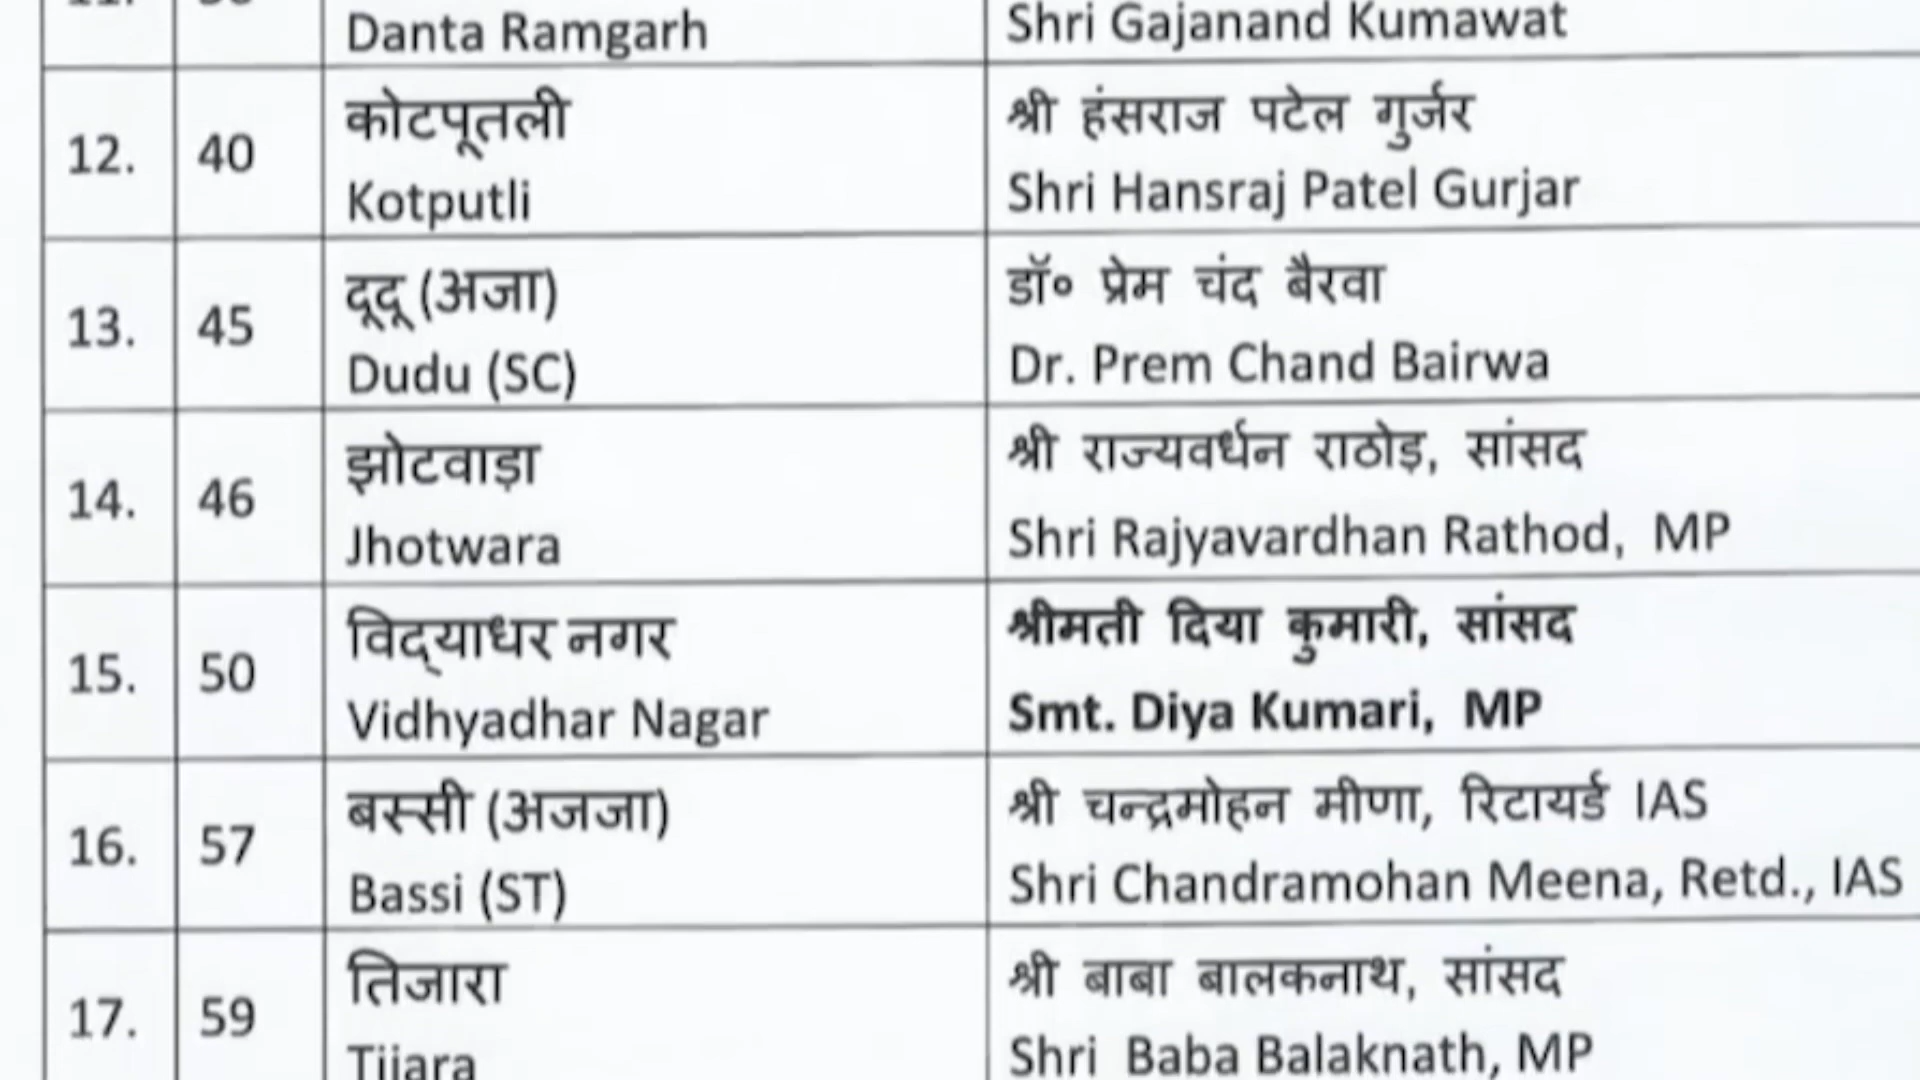 Danta Ramgarh
Shri Gajanand Kumawat
12.
40
कोटपूतली
Kotputli
श्री हंसराज पटेल गुर्जर
Shri Hansraj Patel Gurjar
13.
45
दूदू (अजा)
Dudu (SC)
डॉ॰ प्रेम चंद बैरवा
Dr. Prem Chand Bairwa
14.
46
झोटवाड़ा
Jhotwara
श्री राज्यवर्धन राठोड़, सांसद
Shri Rajyavardhan Rathod, MP
15.
50
विद्‌याधर नगर
Vidhyadhar Nagar
श्रीमती दिया कुमारी, सांसद
Smt. Diya Kumari, MP
16.
57
बस्सी (अजजा)
Bassi (ST)
श्री चन्द्रमोहन मीणा, रिटायर्ड IAS
Shri Chandramohan Meena, Retd., IAS
17.
59
तिजारा
Tijara
श्री बाबा बालकनाथ, सांसद
Shri Baba Balaknath, MP